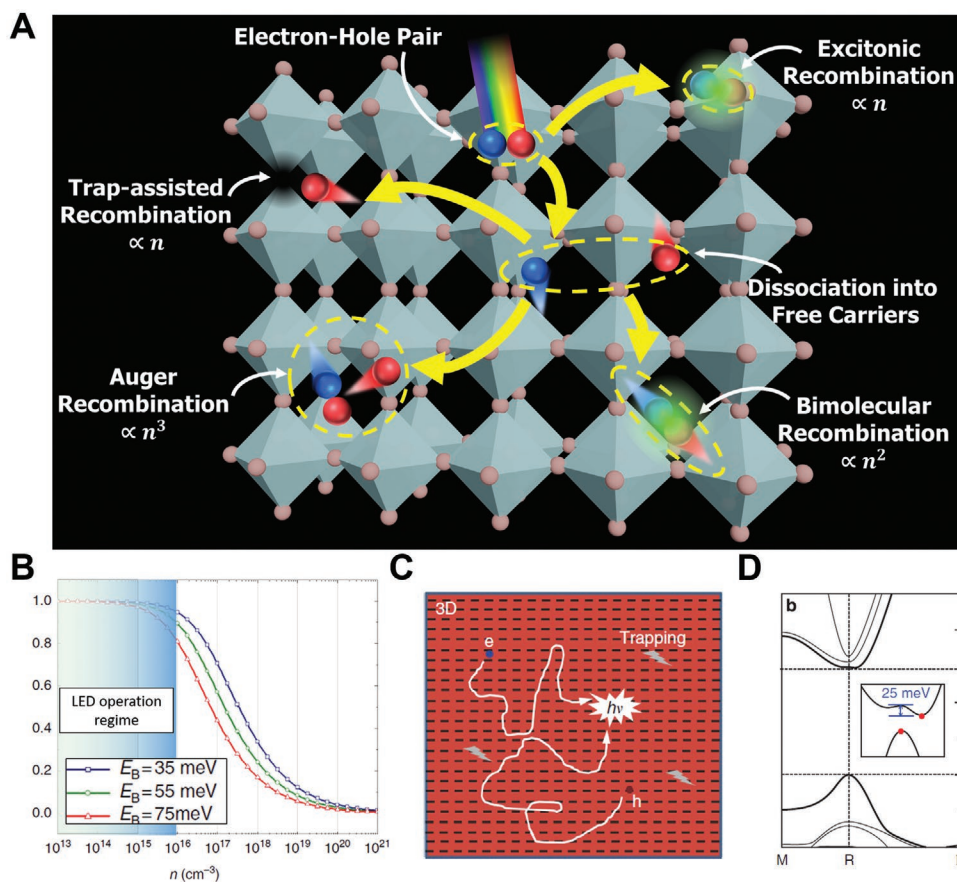 A
Electron-Hole Pair
Excitonic
Recombination
∝ n
Trap-assisted
Recombination
∝ n
Dissociation into
Free Carriers
Auger
Recombination
∝ n³
Bimolecular
Recombination
∝ n²
B
1.0
0.8
0.6
0.4
0.2
0.0
LED operation
regime
E_B = 35 meV
E_B = 55 meV
E_B = 75meV
10¹³ 10¹⁴ 10¹⁵ 10¹⁶ 10¹⁷ 10¹⁸ 10¹⁹ 10²⁰ 10²¹
n (cm⁻³)
C
3D
e
Trapping
hν
h
D
b
25 meV
M R